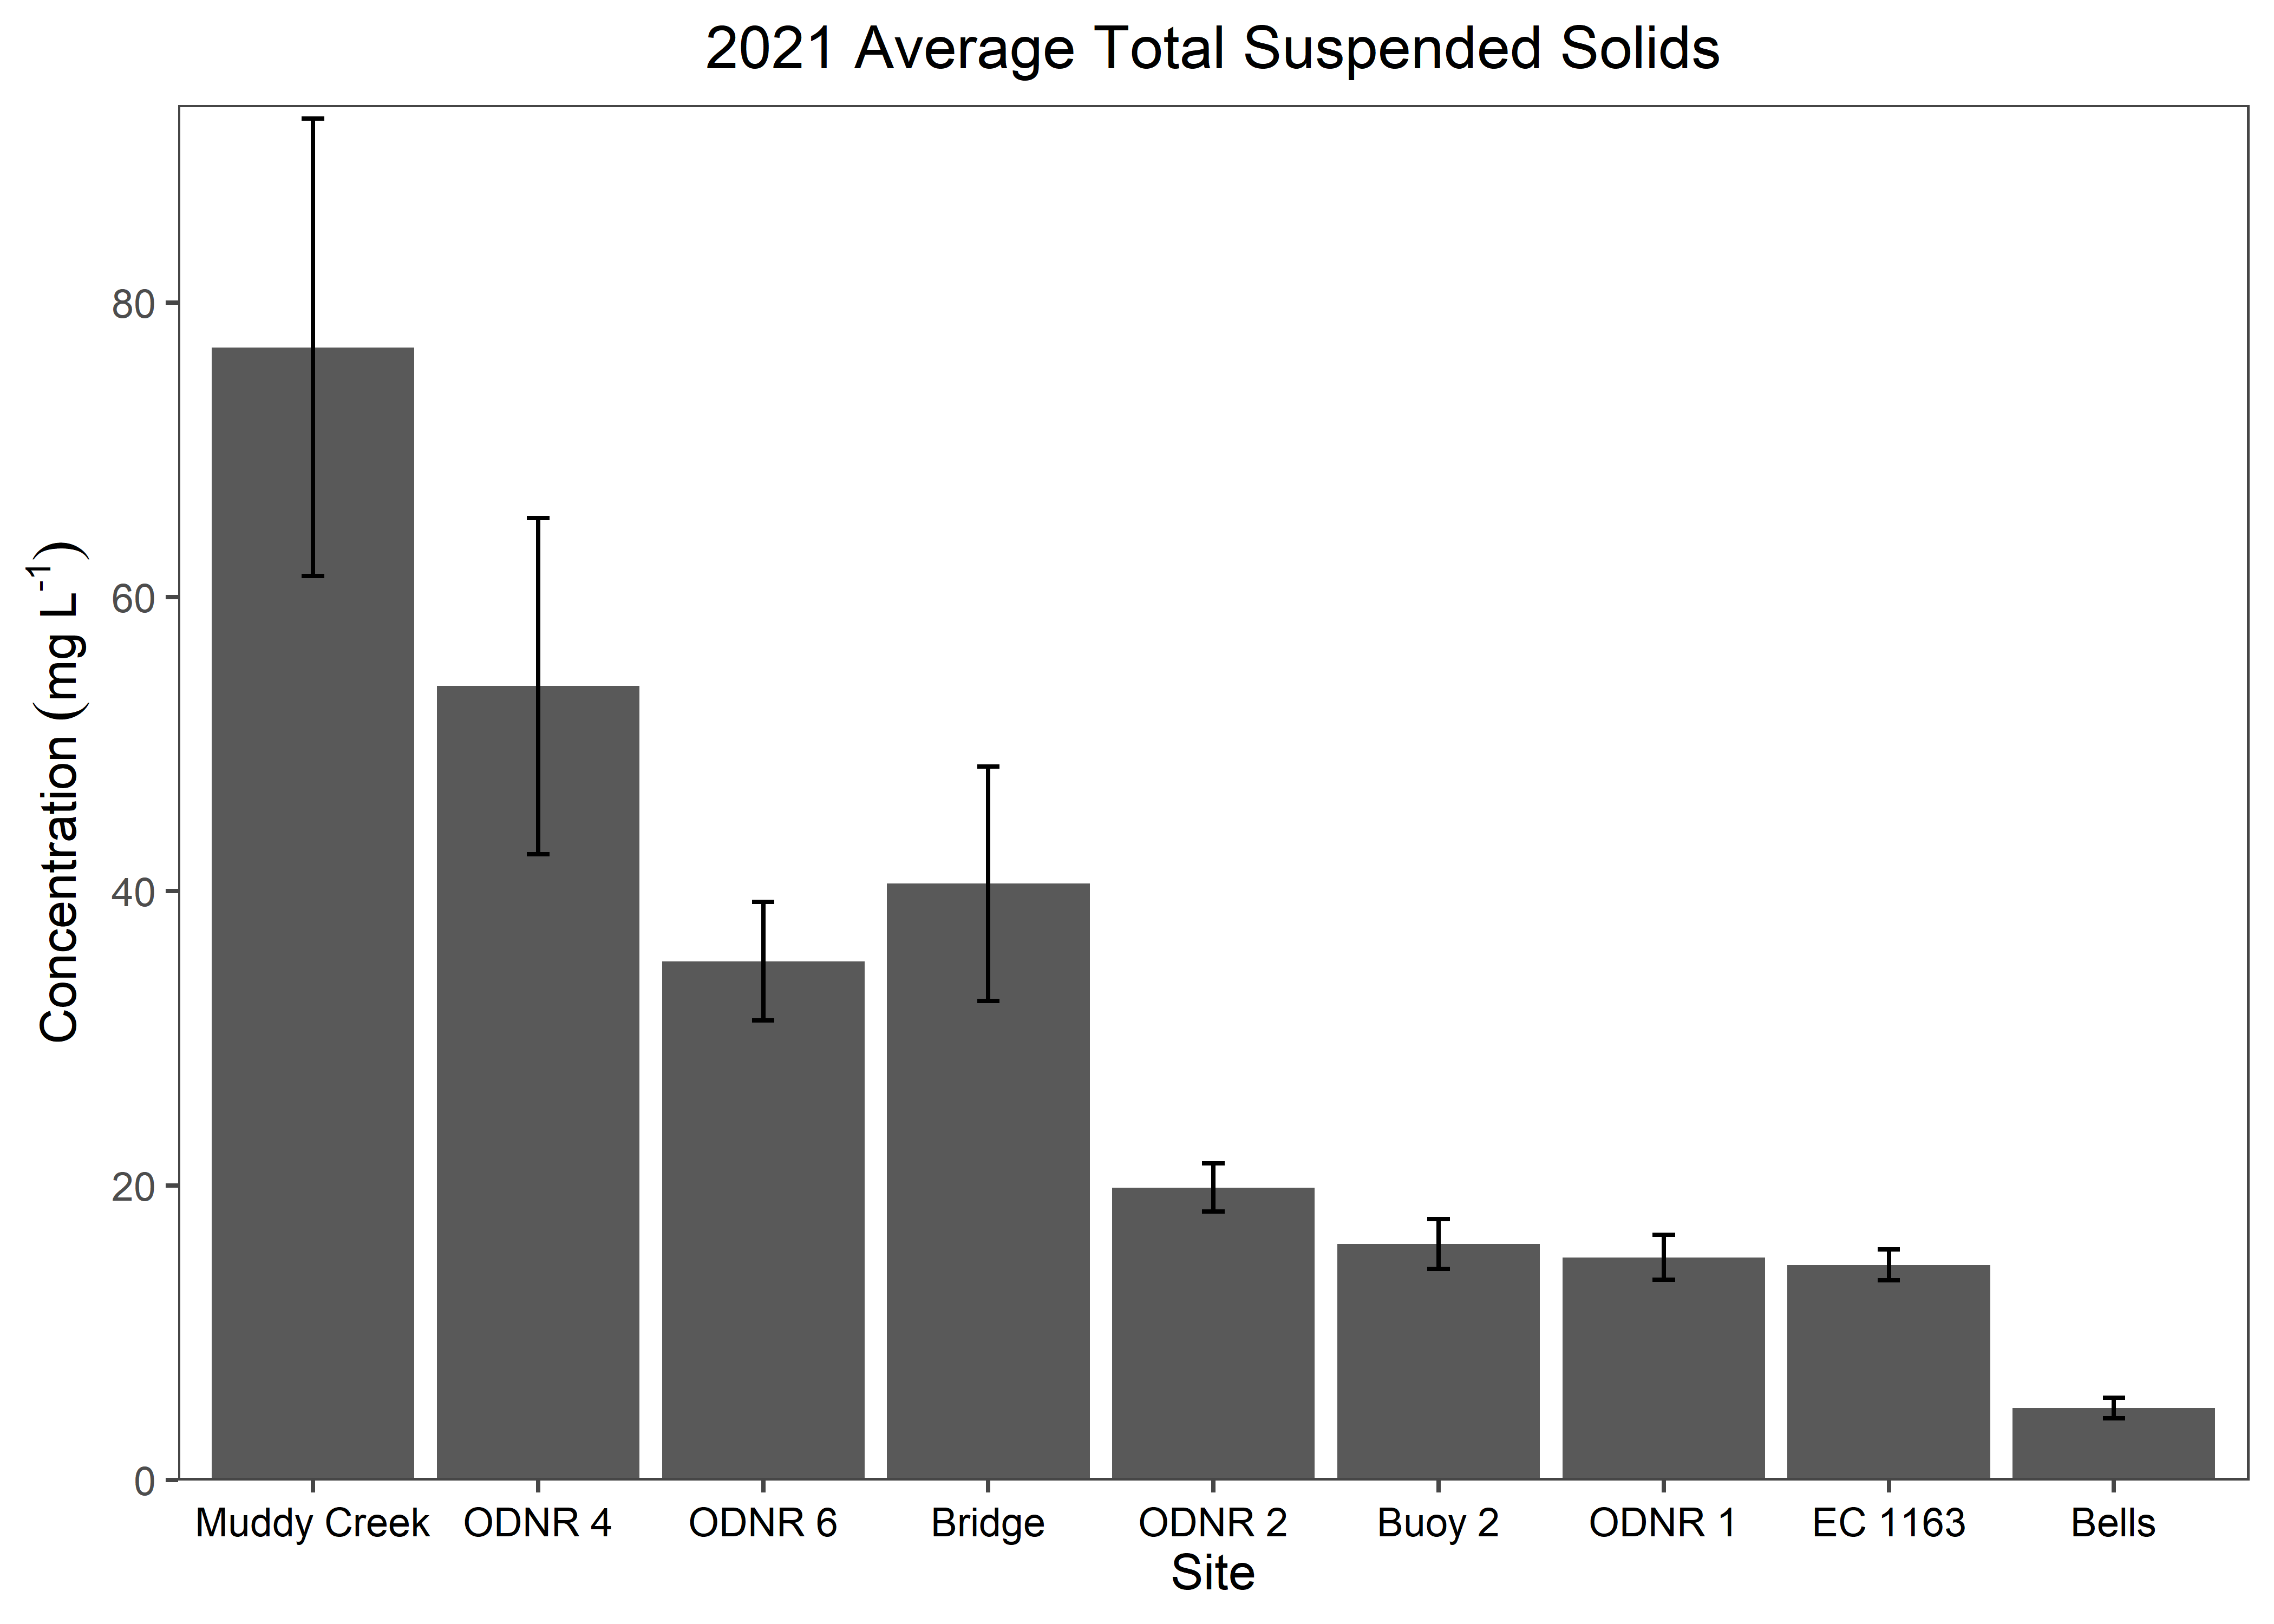 2021 Average Total Suspended Solids
Concentration (mg L⁻¹)
80
60
40
20
0
Muddy Creek ODNR 4 ODNR 6 Bridge ODNR 2 Buoy 2 ODNR 1 EC 1163 Bells
Site